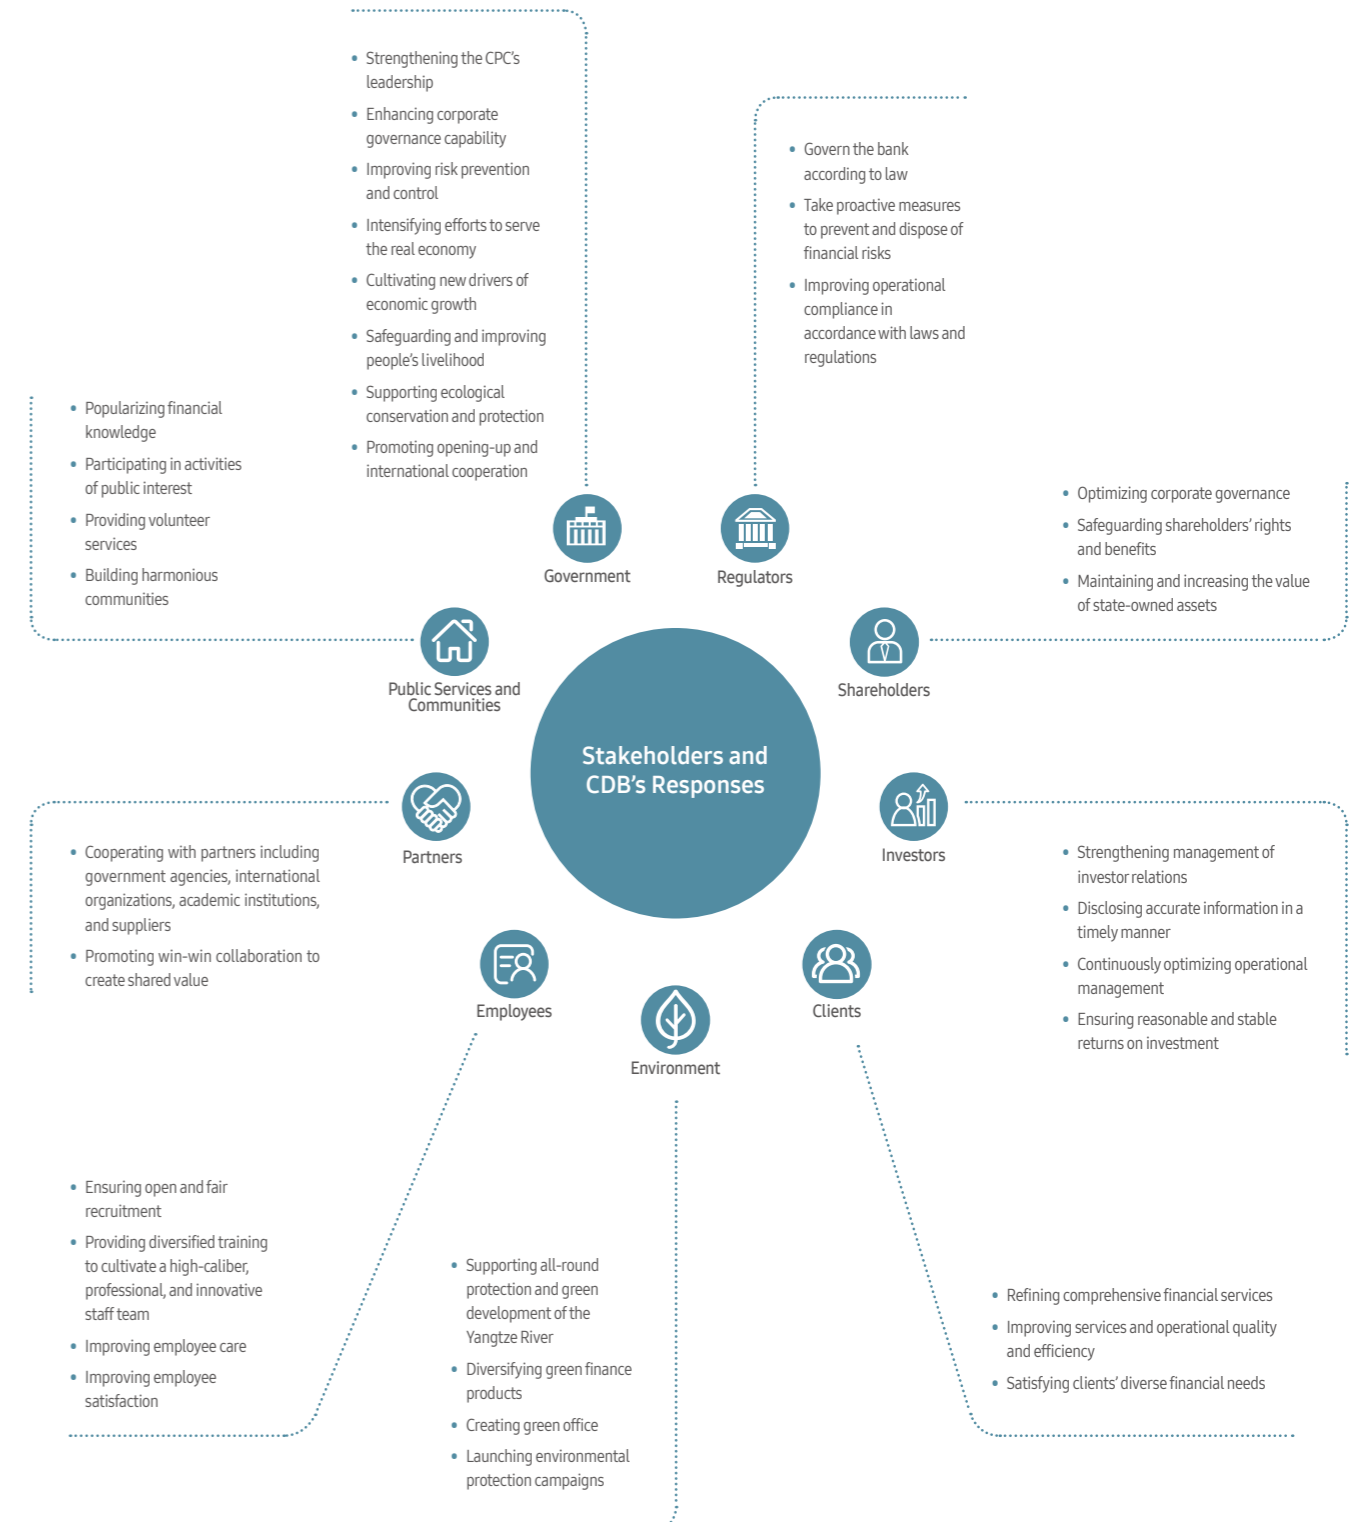 • Strengthening the CPC's
leadership
• Enhancing corporate
governance capability
• Improving risk prevention
and control
• Intensifying efforts to serve
the real economy
• Cultivating new drivers of
economic growth
• Safeguarding and improving
people's livelihood
• Supporting ecological
conservation and protection
• Promoting opening-up and
international cooperation
Government
• Govern the bank
according to law
• Take proactive measures
to prevent and dispose of
financial risks
• Improving operational
compliance in
accordance with laws and
regulations
Regulators
• Popularizing financial
knowledge
• Participating in activities
of public interest
• Providing volunteer
services
• Building harmonious
communities
Public Services and
Communities
• Optimizing corporate governance
• Safeguarding shareholders' rights
and benefits
• Maintaining and increasing the value
of state-owned assets
Shareholders
Stakeholders and
CDB's Responses
Partners
• Cooperating with partners including
government agencies, international
organizations, academic institutions,
and suppliers
• Promoting win-win collaboration to
create shared value
Investors
• Strengthening management of
investor relations
• Disclosing accurate information in a
timely manner
• Continuously optimizing operational
management
• Ensuring reasonable and stable
returns on investment
Employees
• Ensuring open and fair
recruitment
• Providing diversified training
to cultivate a high-caliber,
professional, and innovative
staff team
• Improving employee care
• Improving employee
satisfaction
Environment
• Supporting all-round
protection and green
development of the
Yangtze River
• Diversifying green finance
products
• Creating green office
• Launching environmental
protection campaigns
Clients
• Refining comprehensive financial services
• Improving services and operational quality
and efficiency
• Satisfying clients' diverse financial needs